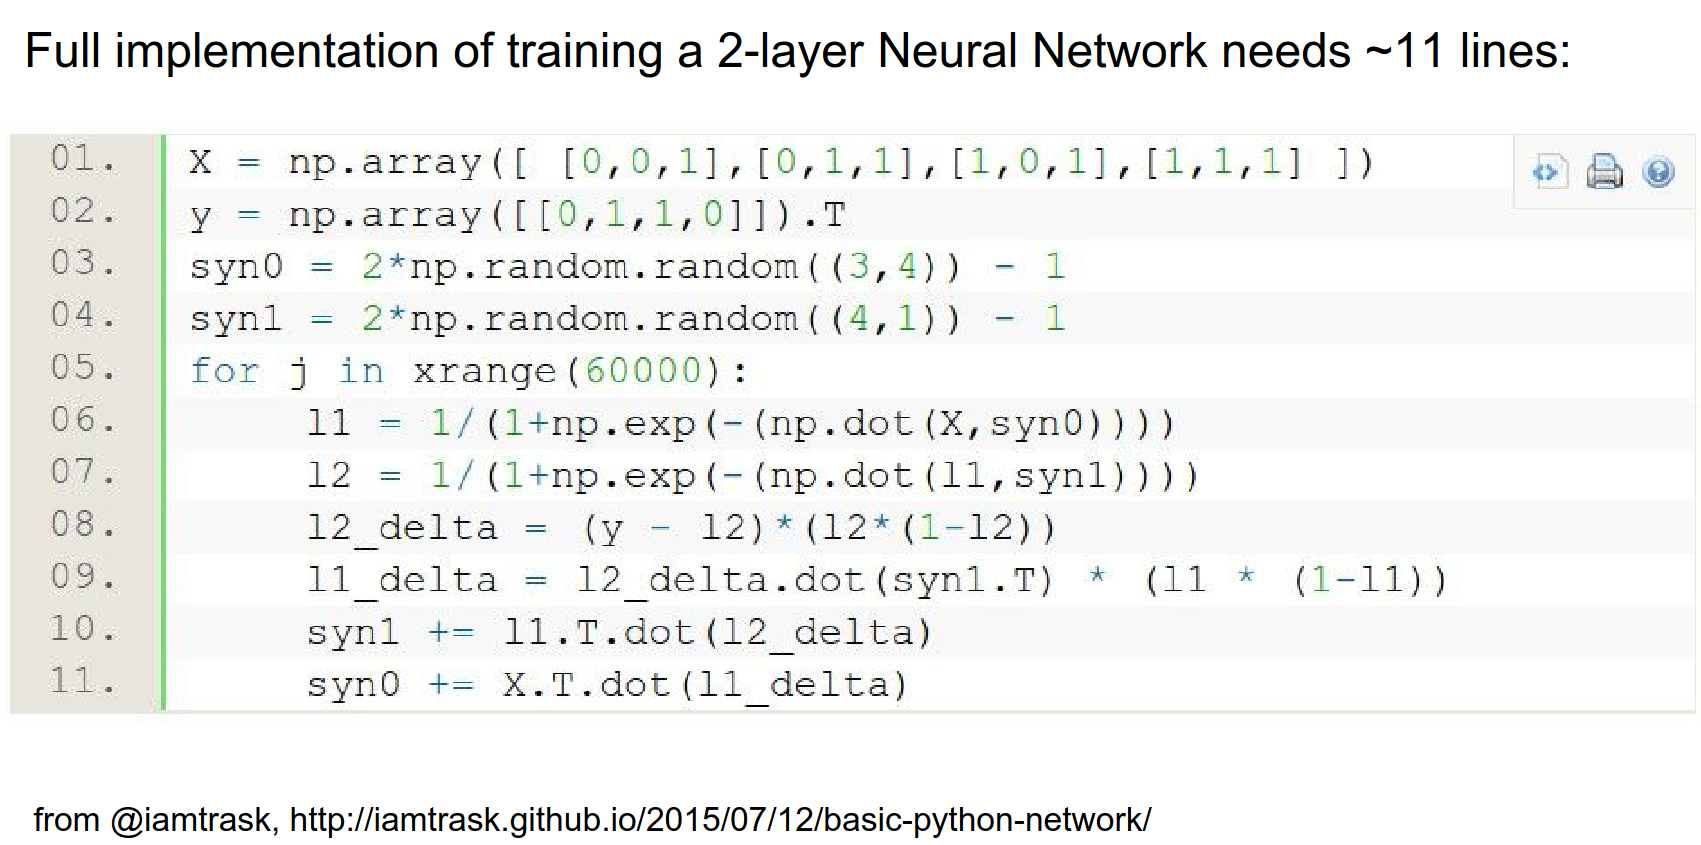 Full implementation of training a 2-layer Neural Network needs ~11 lines:
01. X = np.array([ [0,0,1],[0,1,1],[1,0,1],[1,1,1] ])
02. y = np.array([[0,1,1,0]]).T
03. syn0 = 2*np.random.random((3,4)) - 1
04. syn1 = 2*np.random.random((4,1)) - 1
05. for j in xrange(60000):
06.     l1 = 1/(1+np.exp(-(np.dot(X,syn0))))
07.     l2 = 1/(1+np.exp(-(np.dot(l1,syn1))))
08.     l2_delta = (y - l2)*(l2*(1-l2))
09.     l1_delta = l2_delta.dot(syn1.T) * (l1 * (1-l1))
10.     syn1 += l1.T.dot(l2_delta)
11.     syn0 += X.T.dot(l1_delta)
from @iamtrask, http://iamtrask.github.io/2015/07/12/basic-python-network/